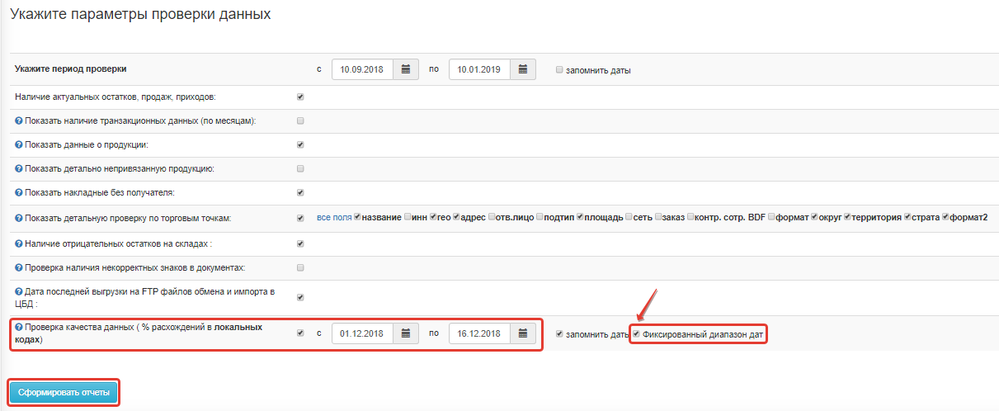 Укажите параметры проверки данных
Укажите период проверки с 10.09.2018 по 10.01.2019 запомнить даты
Наличие актуальных остатков, продаж, приходов:
Показать наличие транзакционных данных (по месяцам):
Показать данные о продукции:
Показать детально непривязанную продукцию:
Показать накладные без получателя:
Показать детальную проверку по торговым точкам: все поля название инн гео адрес отв.лицо подтип площадь сеть заказ контр. сотр. BDF формат округ территория страта формат2
Наличие отрицательных остатков на складах :
Проверка наличия некорректных знаков в документах:
Дата последней выгрузки на FTP файлов обмена и импорта в
ЦБД :
Проверка качества данных ( % расхождений в локальных
кодах) с 01.12.2018 по 16.12.2018 запомнить даты Фиксированный диапазон дат
Сформировать отчеты